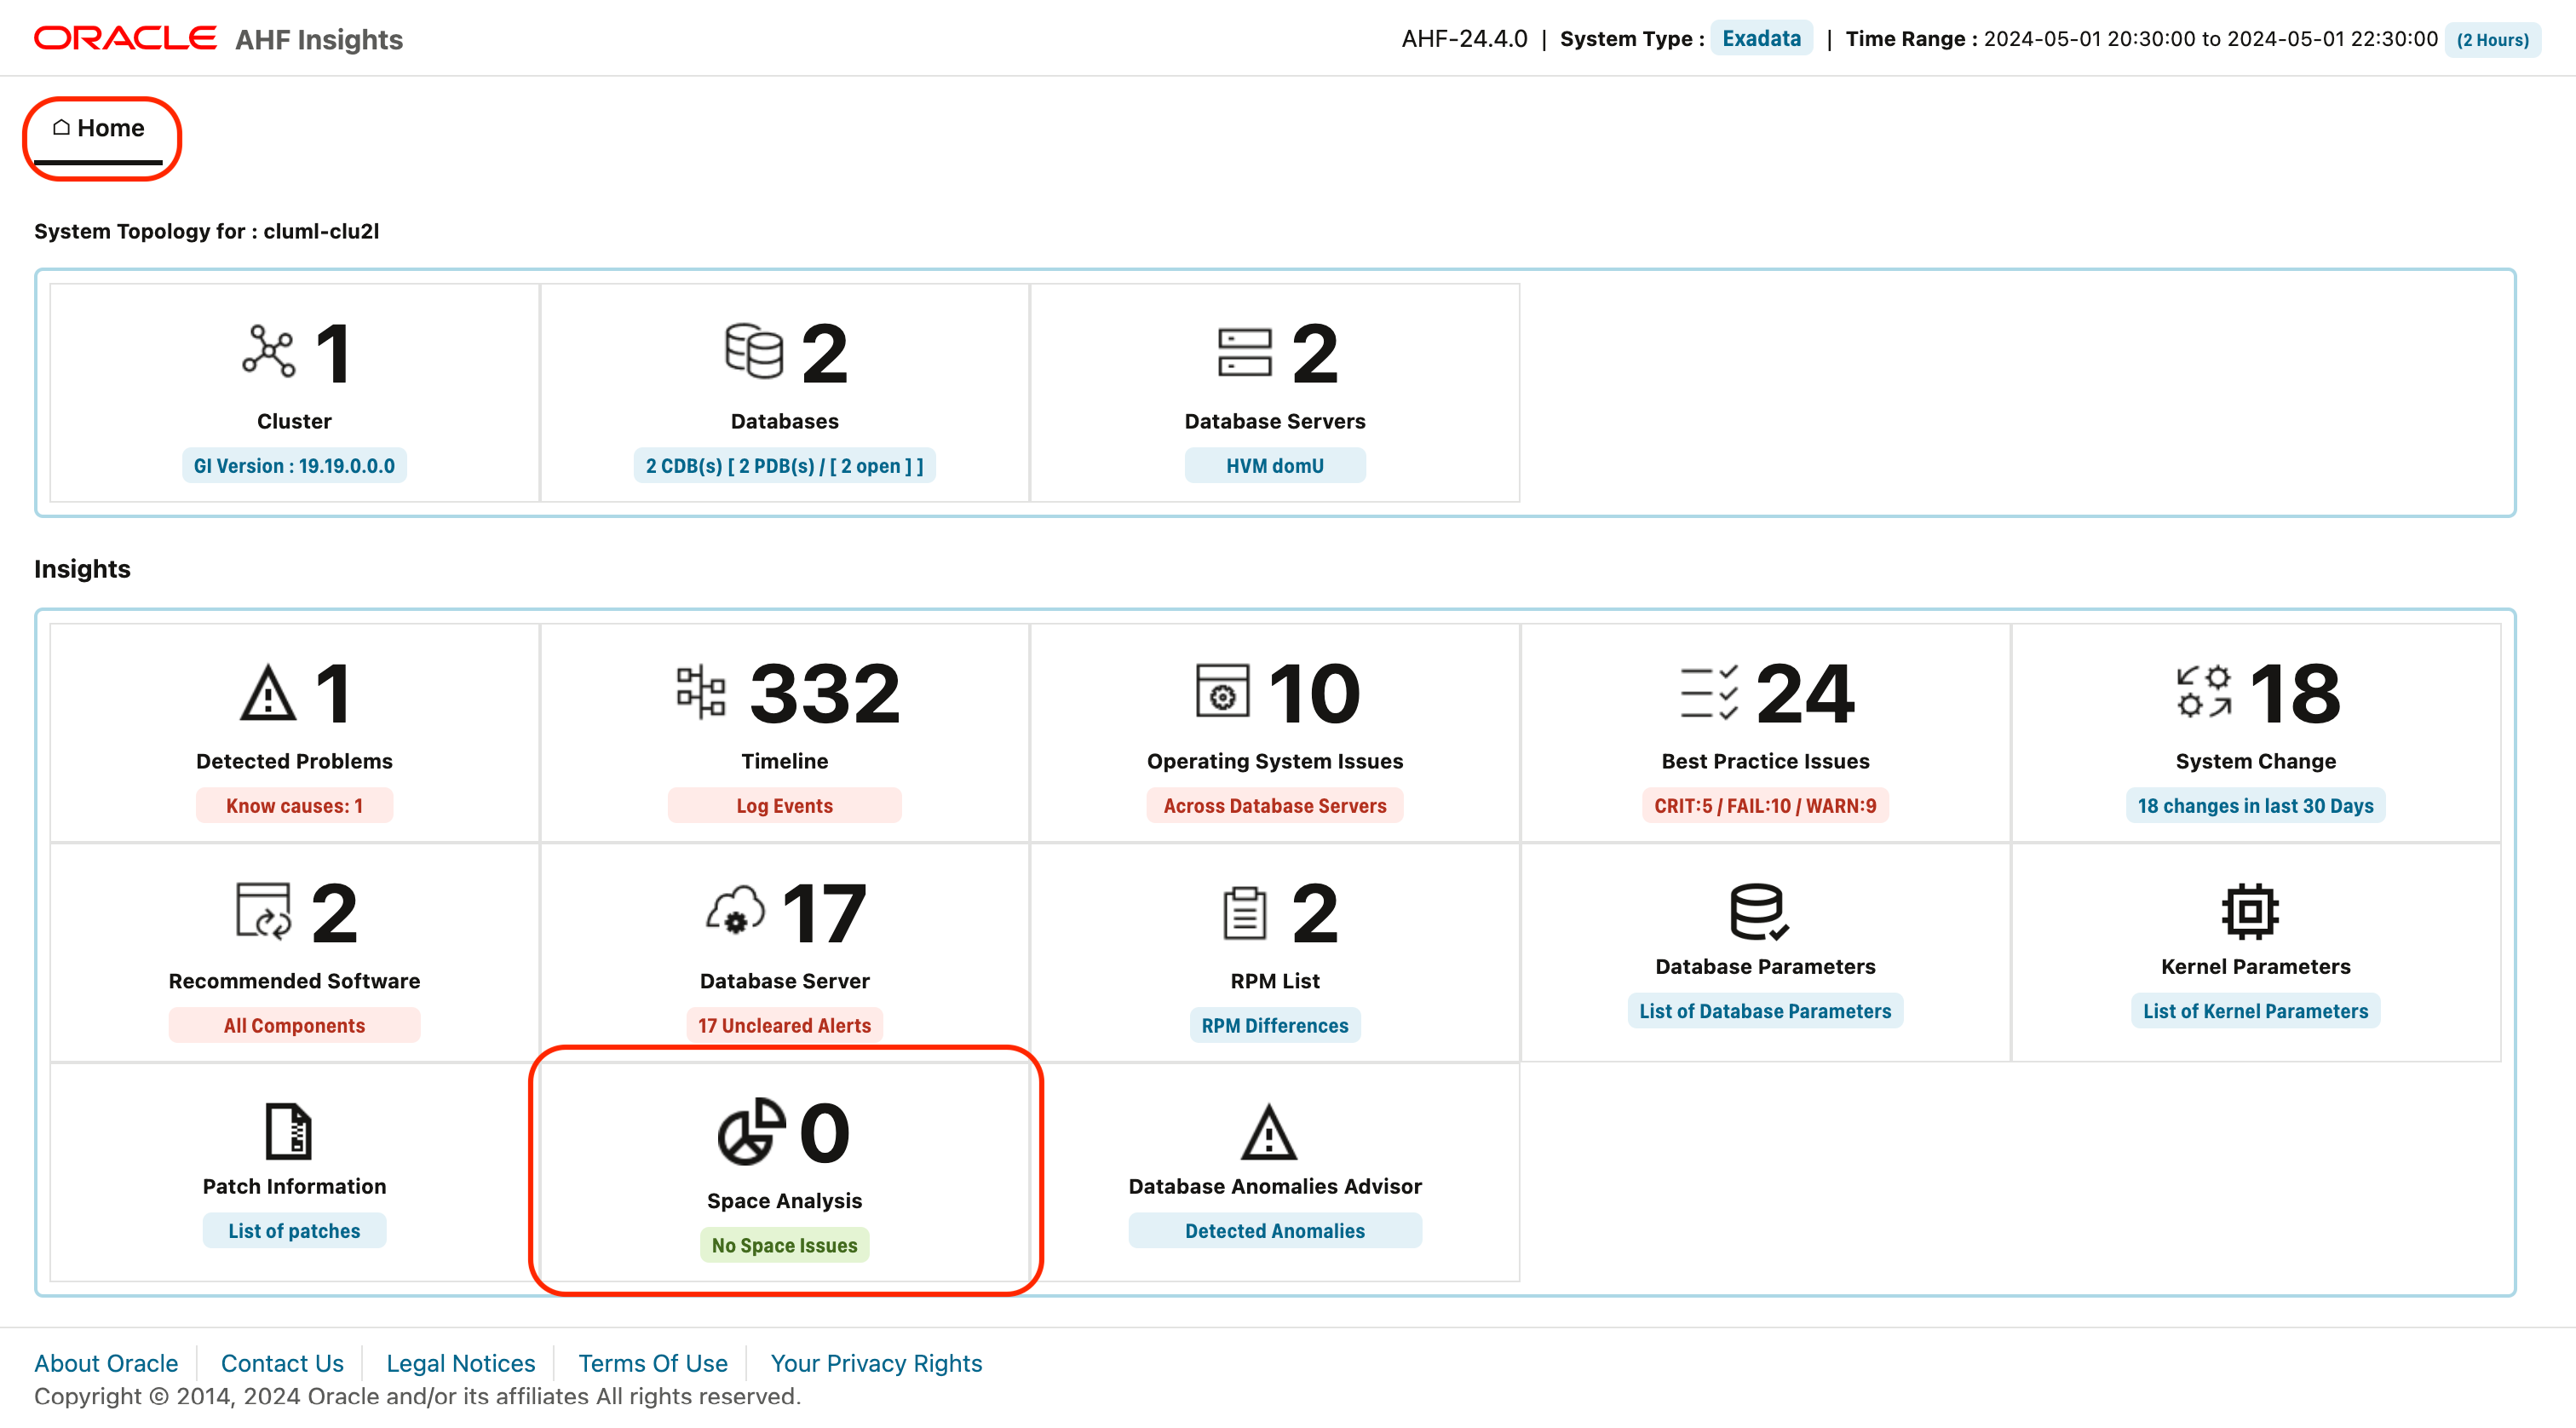 ORACLE AHF Insights
AHF-24.4.0 | System Type : Exadata | Time Range : 2024-05-01 20:30:00 to 2024-05-01 22:30:00 (2 Hours)
Home
System Topology for : cluml-clu2l
1
Cluster
GI Version : 19.19.0.0.0
2
Databases
2 CDB(s) [ 2 PDB(s) / [ 2 open ] ]
2
Database Servers
HVM domU
Insights
1
Detected Problems
Know causes: 1
332
Timeline
Log Events
10
Operating System Issues
Across Database Servers
24
Best Practice Issues
CRIT:5 / FAIL:10 / WARN:9
18
System Change
18 changes in last 30 Days
2
Recommended Software
All Components
17
Database Server
17 Uncleared Alerts
2
RPM List
RPM Differences
Database Parameters
List of Database Parameters
Kernel Parameters
List of Kernel Parameters
Patch Information
List of patches
0
Space Analysis
No Space Issues
Database Anomalies Advisor
Detected Anomalies
About Oracle Contact Us Legal Notices Terms Of Use Your Privacy Rights
Copyright © 2014, 2024 Oracle and/or its affiliates All rights reserved.